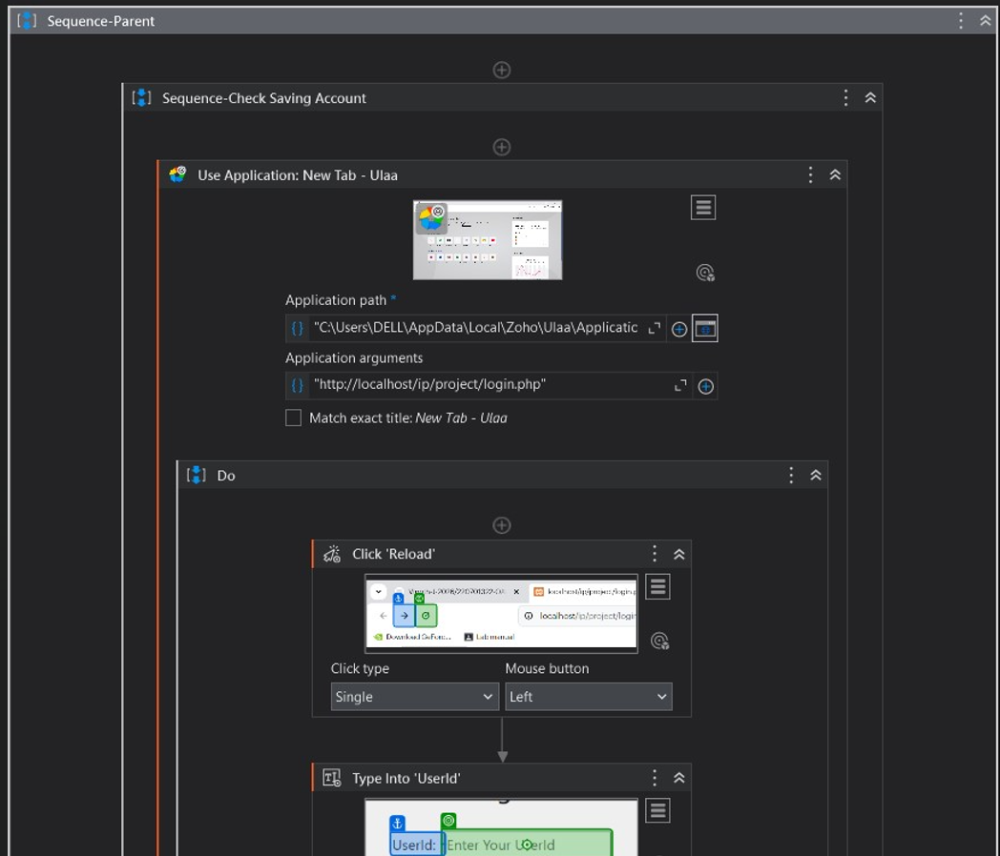 Sequence-Parent
Sequence-Check Saving Account
Use Application: New Tab - Ulaa
Application path *
"C:\Users\DELL\AppData\Local\Zoho\Ulaa\Applicatic
Application arguments
"http://localhost/ip/project/login.php"
Match exact title: New Tab - Ulaa
Do
Click 'Reload'
localhost/ip/project/login.p
localhost/ip/project/login
Download GeForc... Lab manual
Click type Mouse button
Single Left
Type Into 'UserId'
UserId: Enter Your UserId